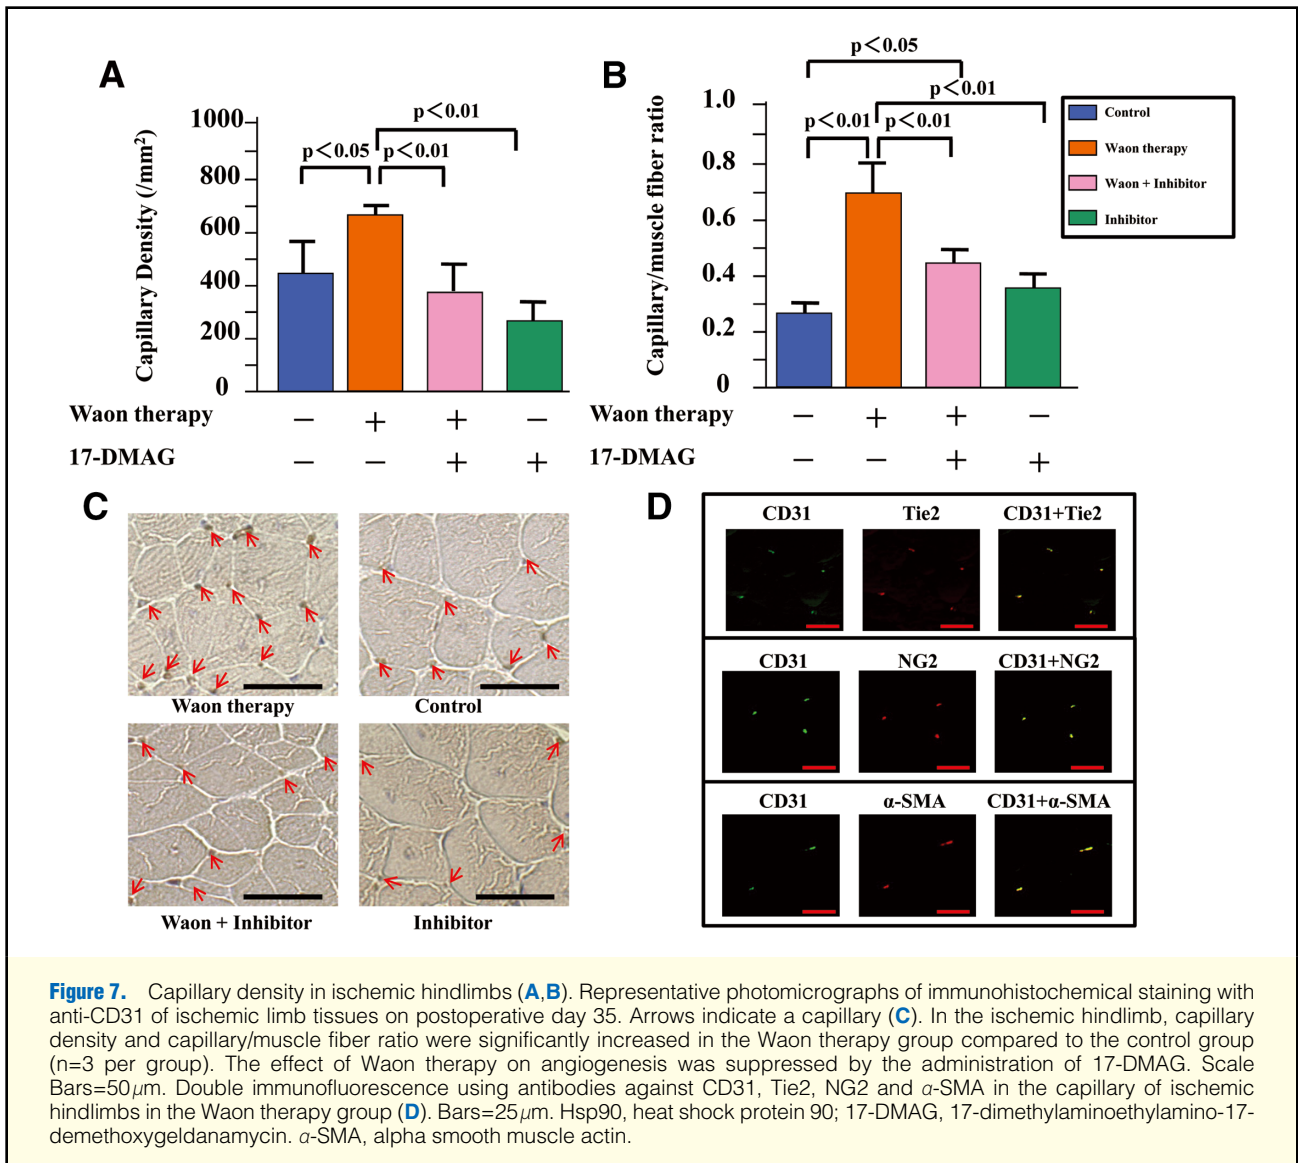 A
p<0.01
p<0.05 p<0.01
Capillary Density (/mm²)
1000
800
600
400
200
0
Waon therapy − + + −
17-DMAG − − + +
B
p<0.05
p<0.01
p<0.01 p<0.01
Capillary/muscle fiber ratio
1.0
0.8
0.6
0.4
0.2
0
Waon therapy − + + −
17-DMAG − − + +
Control
Waon therapy
Waon + Inhibitor
Inhibitor
C
Waon therapy
Control
Waon + Inhibitor
Inhibitor
D
CD31 Tie2 CD31+Tie2
CD31 NG2 CD31+NG2
CD31 α-SMA CD31+α-SMA
Figure 7. Capillary density in ischemic hindlimbs (A,B). Representative photomicrographs of immunohistochemical staining with
anti-CD31 of ischemic limb tissues on postoperative day 35. Arrows indicate a capillary (C). In the ischemic hindlimb, capillary
density and capillary/muscle fiber ratio were significantly increased in the Waon therapy group compared to the control group
(n=3 per group). The effect of Waon therapy on angiogenesis was suppressed by the administration of 17-DMAG. Scale
Bars=50μm. Double immunofluorescence using antibodies against CD31, Tie2, NG2 and α-SMA in the capillary of ischemic
hindlimbs in the Waon therapy group (D). Bars=25μm. Hsp90, heat shock protein 90; 17-DMAG, 17-dimethylaminoethylamino-17-
demethoxygeldanamycin. α-SMA, alpha smooth muscle actin.